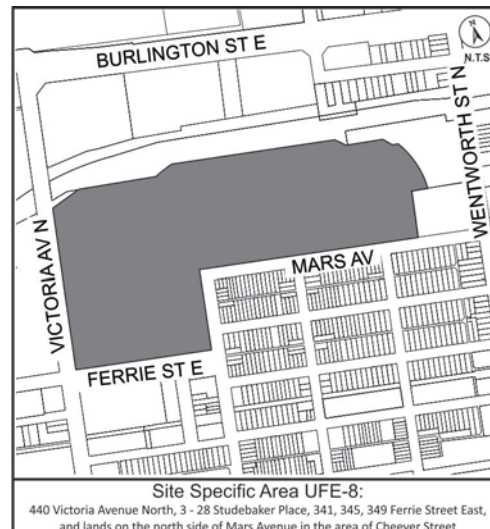 BURLINGTON ST E
N
N.T.S
WENTWORTH ST N
VICTORIA AV N
MARS AV
FERRIE ST E
Site Specific Area UFE-8:
440 Victoria Avenue North, 3 - 28 Studebaker Place, 341, 345, 349 Ferrie Street East,
and lands on the north side of Mars Avenue in the area of Cheever Street